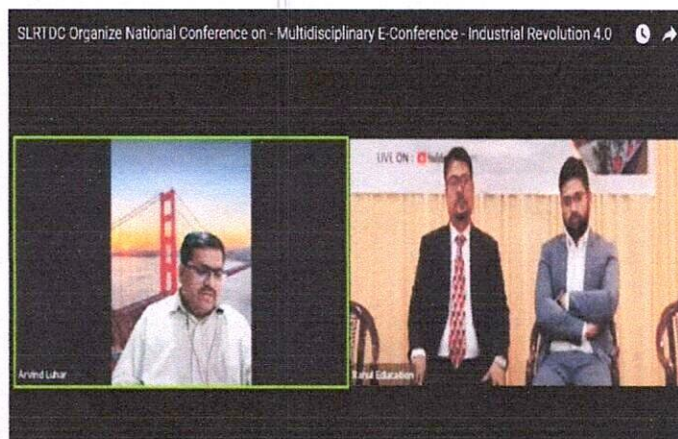 SLRTDC Organize National Conference on - Multidisciplinary E-Conference - Industrial Revolution 4.0
LIVE ON :
Arvind Luhar
Rahul Education